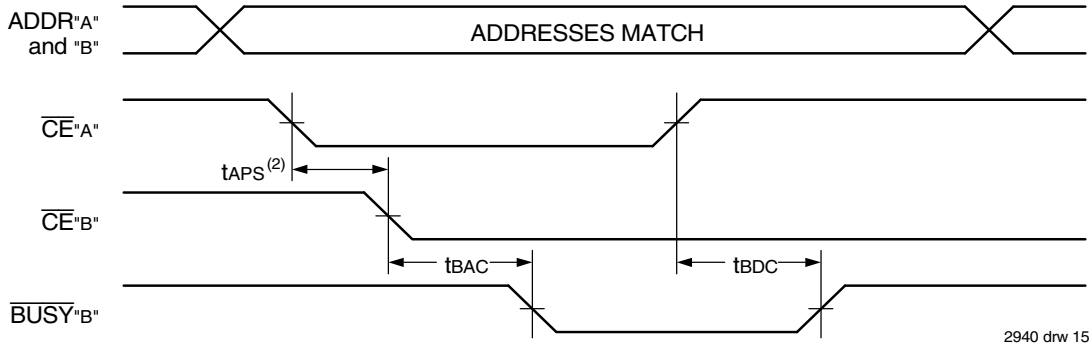 ADDR"A"
and "B"
ADDRESSES MATCH
CE"A"
tAPS(2)
CE"B"
tBAC
tBDC
BUSY"B"
2940 drw 15